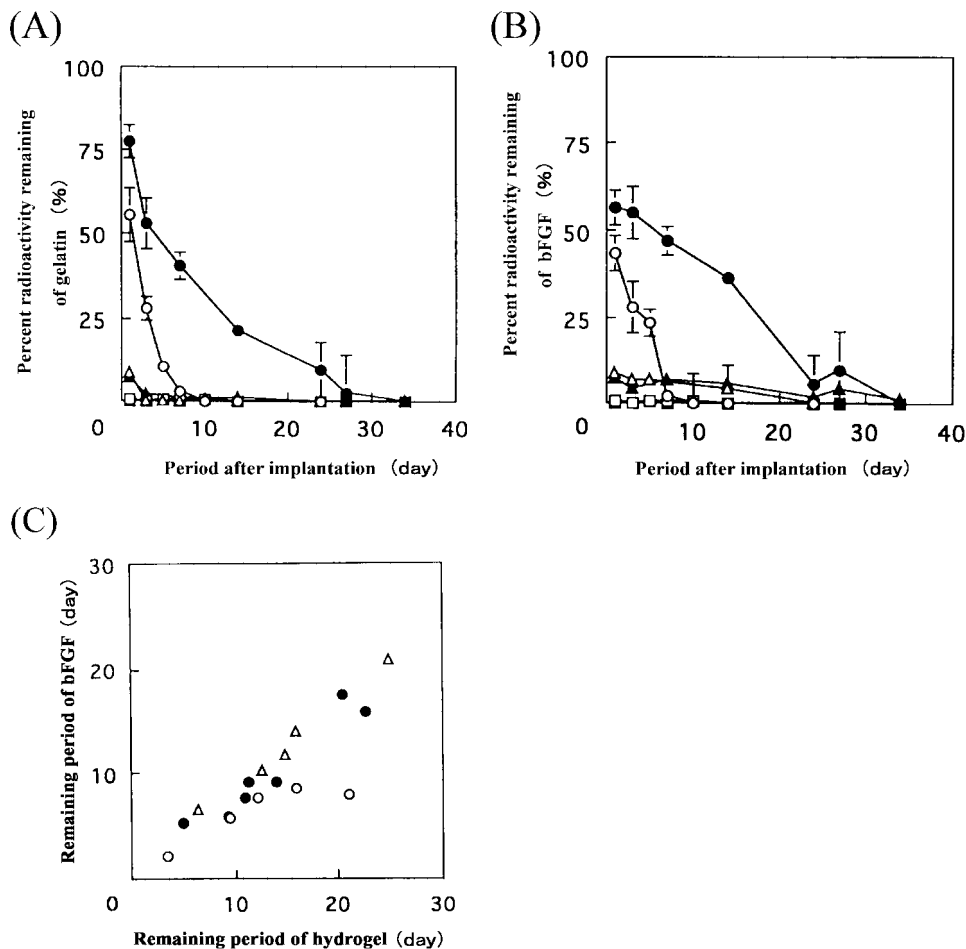 (A)
Percent radioactivity remaining
of gelatin (%)
100
75
50
25
0
10
20
30
40
Period after implantation (day)
(B)
Percent radioactivity remaining
of bFGF (%)
100
75
50
25
0
10
20
30
40
Period after implantation (day)
(C)
Remaining period of bFGF (day)
30
20
10
0
10
20
30
Remaining period of hydrogel (day)